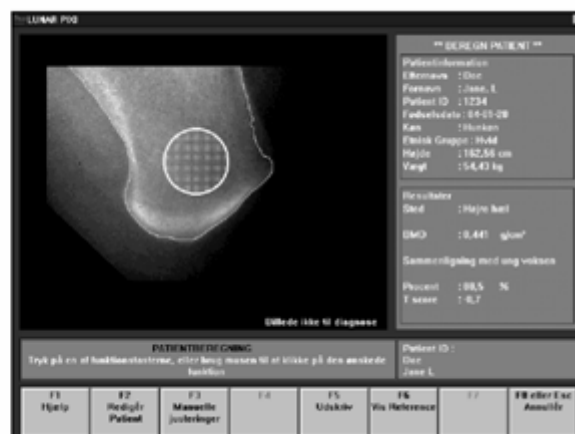 LUNAR PIXI
** BEREGN PATIENT **
Patientinformation
Efternavn : Doe
Fornavn : Jane, L
Patient ID : 1234
Fødselsdato : 04-01-20
Køn : Hunkøn
Etnisk Gruppe : Hvid
Højde : 162,56 cm
Vægt : 54,43 kg
Resultater
Sted : Højre hæl
BMD : 0,441 g/cm²
Sammenligning med ung voksen
Procent : 88,5 %
T score : -0,7
Billede ikke til diagnose
PATIENTBEREGNING
Tryk på en af funktionstasterne, eller brug musen til at klikke på den ønskede
funktion
Patient ID :
Doe
Jane L
F1
Hjælp
F2
Redigér
Patient
F3
Manuelle
justeringer
F4
F5
Udskriv
F6
Vis Reference
F7
F8 eller Esc
Annullér